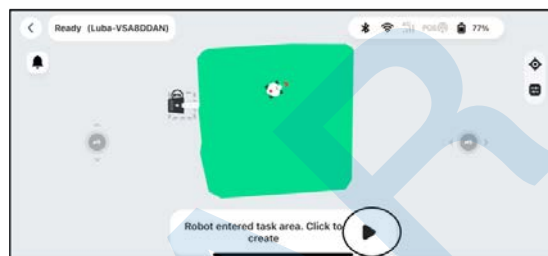 Ready (Luba-VSA8DDAN)
77%
Robot entered task area. Click to
create